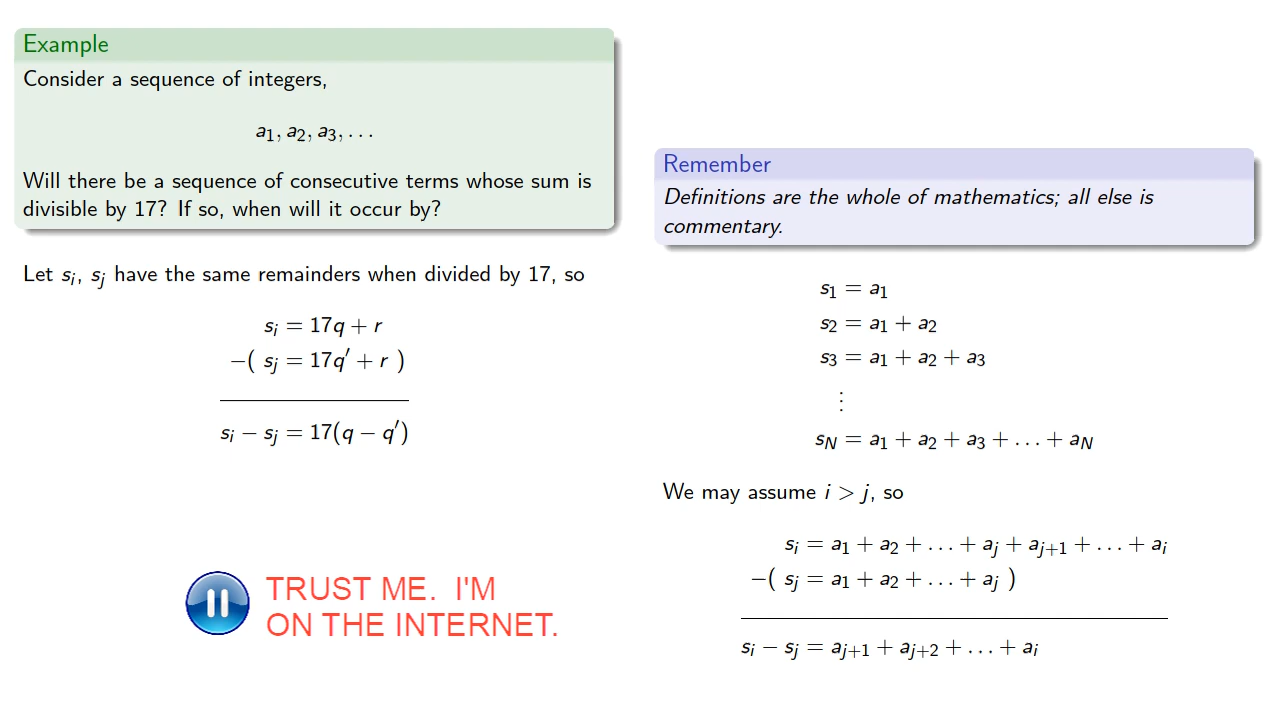 Example
Consider a sequence of integers,
a₁, a₂, a₃, . . .
Will there be a sequence of consecutive terms whose sum is
divisible by 17? If so, when will it occur by?
Let sᵢ, sⱼ have the same remainders when divided by 17, so
sᵢ = 17q + r
−( sⱼ = 17q′ + r )
sᵢ − sⱼ = 17(q − q′)
TRUST ME. I'M
ON THE INTERNET.
Remember
Definitions are the whole of mathematics; all else is
commentary.
s₁ = a₁
s₂ = a₁ + a₂
s₃ = a₁ + a₂ + a₃
⋮
s_N = a₁ + a₂ + a₃ + . . . + a_N
We may assume i > j, so
sᵢ = a₁ + a₂ + . . . + aⱼ + aⱼ₊₁ + . . . + aᵢ
−( sⱼ = a₁ + a₂ + . . . + aⱼ )
sᵢ − sⱼ = aⱼ₊₁ + aⱼ₊₂ + . . . + aᵢ